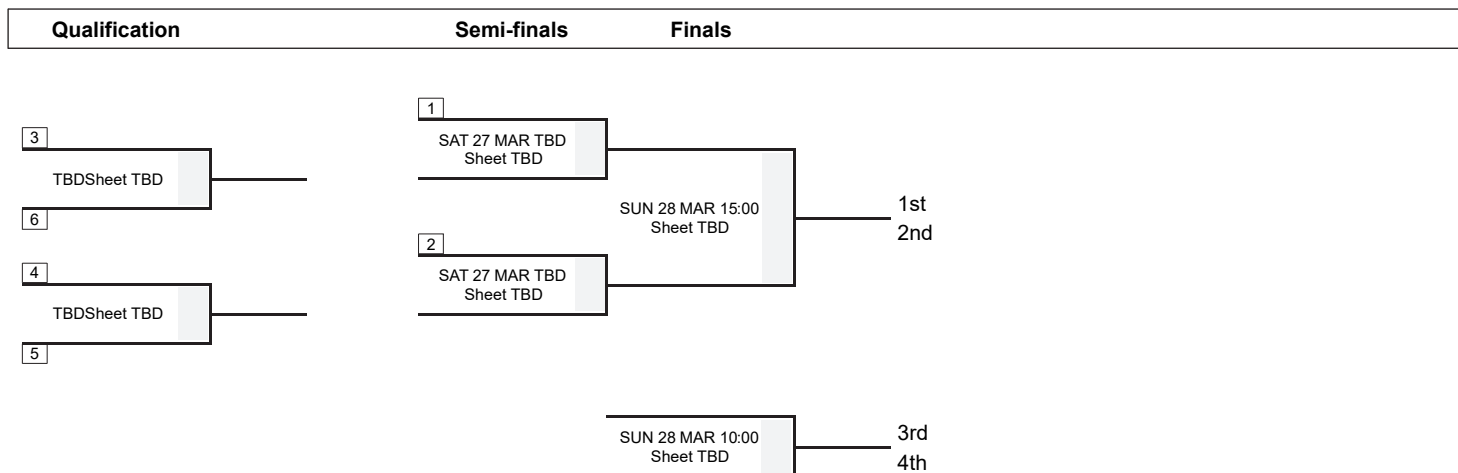 Qualification Semi-finals Finals
1
SAT 27 MAR TBD
Sheet TBD
3
TBDSheet TBD
6
SUN 28 MAR 15:00
Sheet TBD
1st
2nd
2
SAT 27 MAR TBD
Sheet TBD
4
TBDSheet TBD
5
SUN 28 MAR 10:00
Sheet TBD
3rd
4th